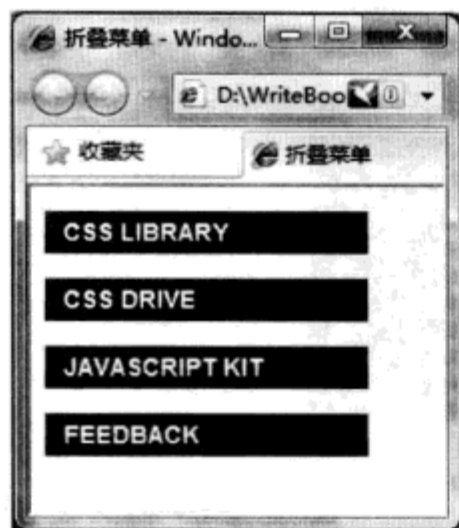 折叠菜单 - Windo...
D:\WriteBoo
收藏夹
折叠菜单
CSS LIBRARY
CSS DRIVE
JAVASCRIPT KIT
FEEDBACK